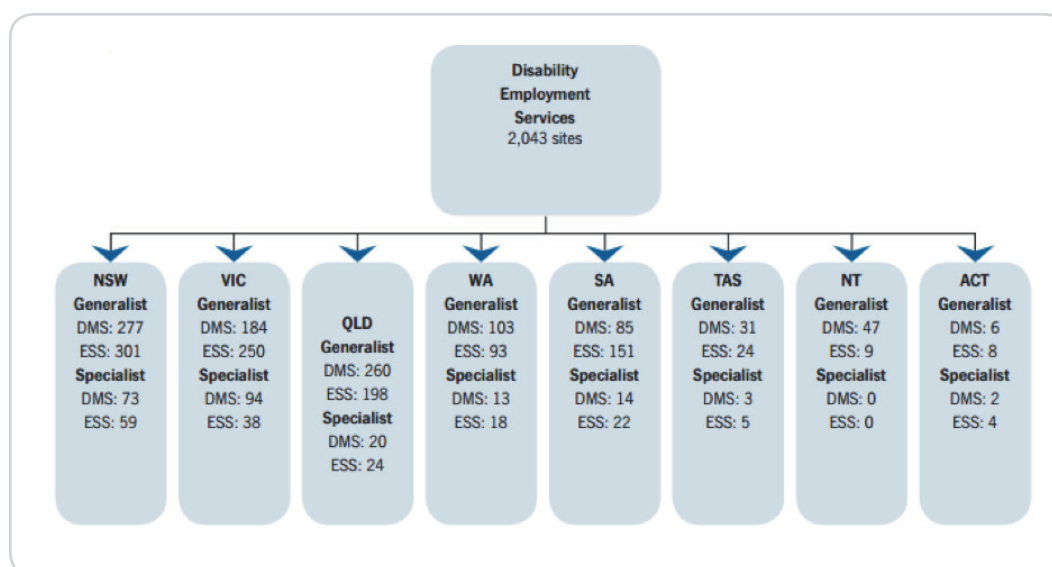 Disability
Employment
Services
2,043 sites
NSW
Generalist
DMS: 277
ESS: 301
Specialist
DMS: 73
ESS: 59
VIC
Generalist
DMS: 184
ESS: 250
Specialist
DMS: 94
ESS: 38
QLD
Generalist
DMS: 260
ESS: 198
Specialist
DMS: 20
ESS: 24
WA
Generalist
DMS: 103
ESS: 93
Specialist
DMS: 13
ESS: 18
SA
Generalist
DMS: 85
ESS: 151
Specialist
DMS: 14
ESS: 22
TAS
Generalist
DMS: 31
ESS: 24
Specialist
DMS: 3
ESS: 5
NT
Generalist
DMS: 47
ESS: 9
Specialist
DMS: 0
ESS: 0
ACT
Generalist
DMS: 6
ESS: 8
Specialist
DMS: 2
ESS: 4